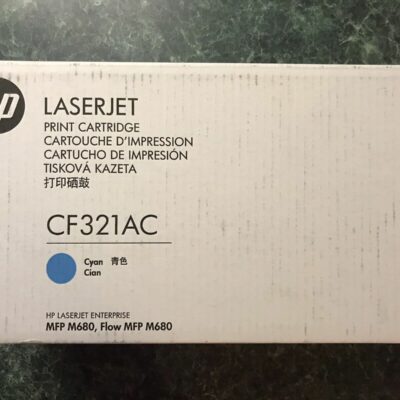 hp
LASERJET
PRINT CARTRIDGE
CARTOUCHE D'IMPRESSION
CARTUCHO DE IMPRESIÓN
TISKOVÁ KAZETA
打印硒鼓
CF321AC
Cyan 青色
Cian
HP LASERJET ENTERPRISE
MFP M680, Flow MFP M680